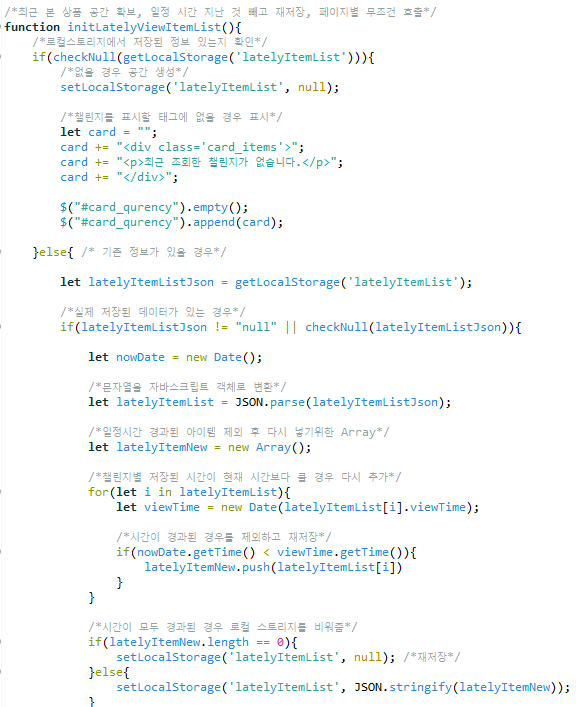 /*최근 본 상품 공간 확보, 일정 시간 지난 것 빼고 재저장, 페이지별 무조건 호출*/
function initLatelyViewItemList(){
/*로컬스토리지에서 저장된 정보 있는지 확인*/
if(checkNull(getLocalStorage('latelyItemList'))){
/*없을 경우 공간 생성*/
setLocalStorage('latelyItemList', null);
/*챌린지를 표시할 태그에 없을 경우 표시*/
let card = "";
card += "<div class='card_items'>";
card += "<p>최근 조회한 챌린지가 없습니다.</p>";
card += "</div>";
$("#card_qurency").empty();
$("#card_qurency").append(card);
}else{ /* 기존 정보가 있을 경우*/
let latelyItemListJson = getLocalStorage('latelyItemList');
/*실제 저장된 데이터가 있는 경우*/
if(latelyItemListJson != "null" || checkNull(latelyItemListJson)){
let nowDate = new Date();
/*문자열을 자바스크립트 객체로 변환*/
let latelyItemList = JSON.parse(latelyItemListJson);
/*일정시간 경과된 아이템 제외 후 다시 넣기위한 Array*/
let latelyItemNew = new Array();
/*챌린지별 저장된 시간이 현재 시간보다 클 경우 다시 추가*/
for(let i in latelyItemList){
let viewTime = new Date(latelyItemList[i].viewTime);
/*시간이 경과된 경우를 제외하고 재저장*/
if(nowDate.getTime() < viewTime.getTime()){
latelyItemNew.push(latelyItemList[i])
}
}
/*시간이 모두 경과된 경우 로컬 스토리지를 비워줌*/
if(latelyItemNew.length == 0){
setLocalStorage('latelyItemList', null); /*재저장*/
}else{
setLocalStorage('latelyItemList', JSON.stringify(latelyItemNew));
}